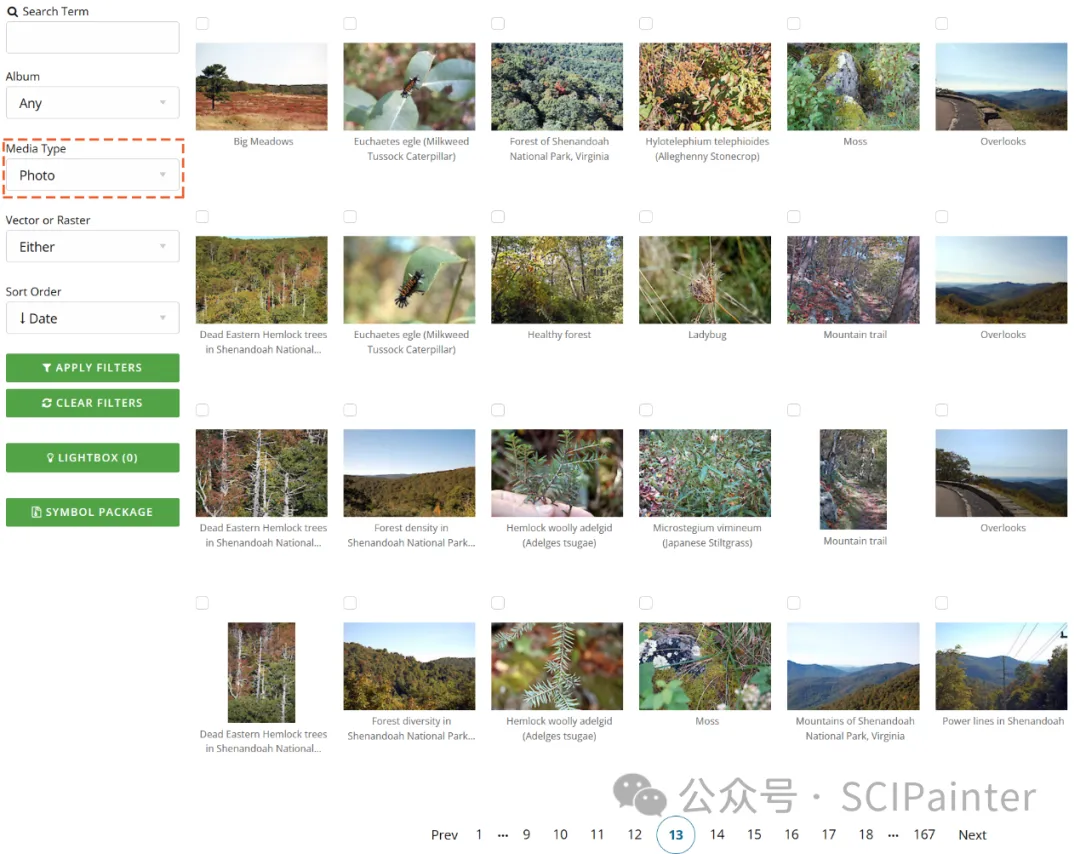 Search Term
Album
Any
Media Type
Photo
Vector or Raster
Either
Sort Order
↓ Date
APPLY FILTERS
CLEAR FILTERS
LIGHTBOX (0)
SYMBOL PACKAGE
Big Meadows
Euchaetes egle (Milkweed
Tussock Caterpillar)
Forest of Shenandoah
National Park, Virginia
Hylotelephium telephioides
(Alleghenny Stonecrop)
Moss
Overlooks
Dead Eastern Hemlock trees
in Shenandoah National...
Euchaetes egle (Milkweed
Tussock Caterpillar)
Healthy forest
Ladybug
Mountain trail
Overlooks
Dead Eastern Hemlock trees
in Shenandoah National...
Forest density in
Shenandoah National Park...
Hemlock woolly adelgid
(Adelges tsugae)
Microstegium vimineum
(Japanese Stiltgrass)
Mountain trail
Overlooks
Dead Eastern Hemlock trees
in Shenandoah National...
Forest diversity in
Shenandoah National Park...
Hemlock woolly adelgid
(Adelges tsugae)
Moss
Mountains of Shenandoah
National Park, Virginia
Power lines in Shenandoah
公众号 · SCIPainter
Prev 1 ... 9 10 11 12 13 14 15 16 17 18 ... 167 Next